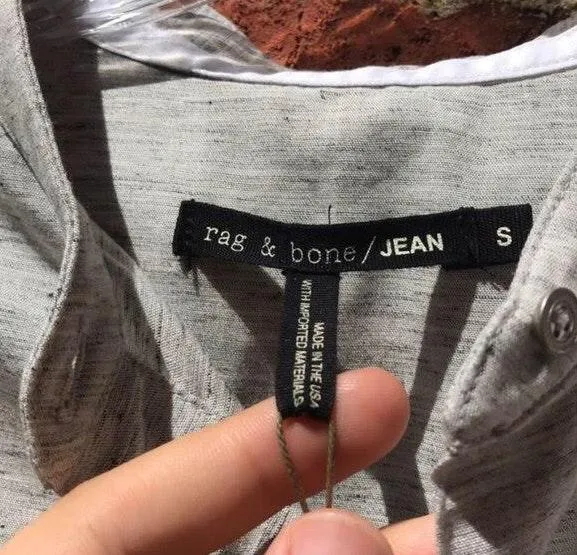 rag & bone/JEAN S
MADE IN THE USA
WITH IMPORTED MATERIALS